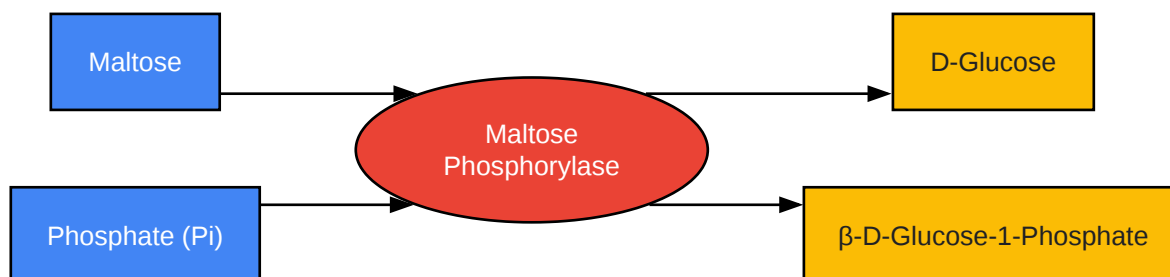 Maltose
D-Glucose
Maltose
Phosphorylase
Phosphate (Pi)
β-D-Glucose-1-Phosphate